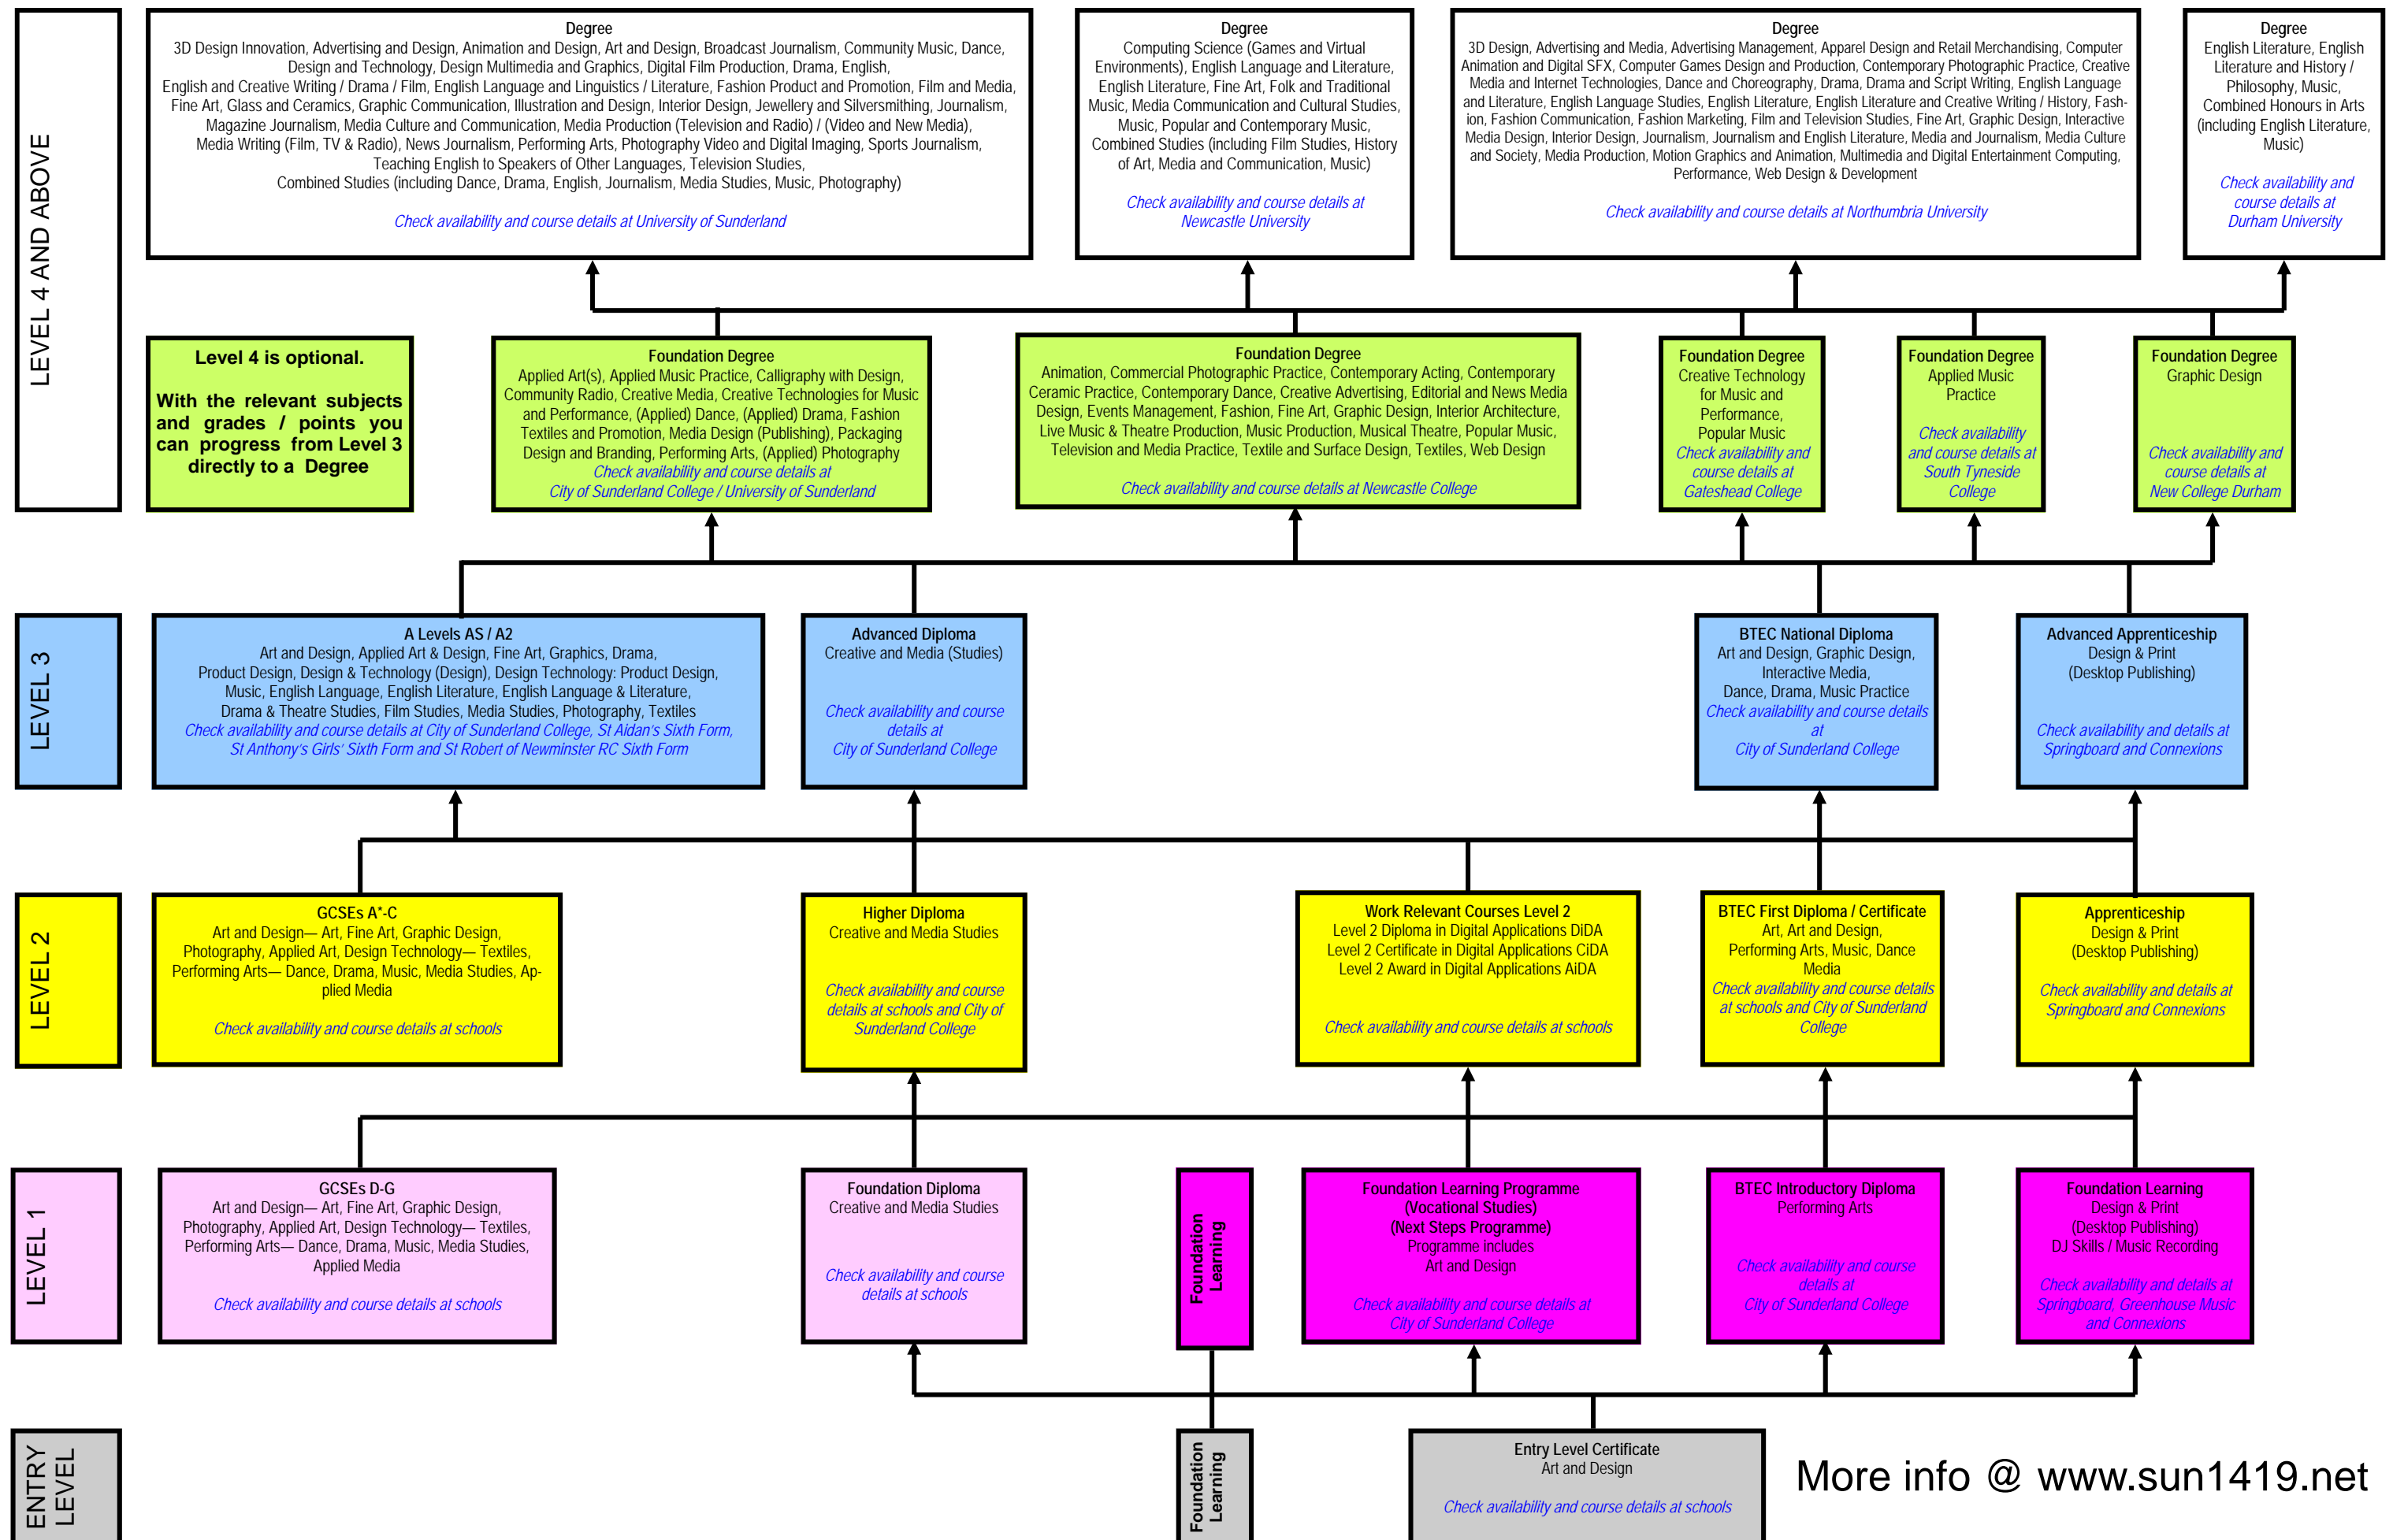 LEVEL 4 AND ABOVE
Degree
3D Design Innovation, Advertising and Design, Animation and Design, Art and Design, Broadcast Journalism, Community Music, Dance,
Design and Technology, Design Multimedia and Graphics, Digital Film Production, Drama, English,
English and Creative Writing / Drama / Film, English Language and Linguistics / Literature, Fashion Product and Promotion, Film and Media,
Fine Art, Glass and Ceramics, Graphic Communication, Illustration and Design, Interior Design, Jewellery and Silversmithing, Journalism,
Magazine Journalism, Media Culture and Communication, Media Production (Television and Radio) / (Video and New Media),
Media Writing (Film, TV & Radio), News Journalism, Performing Arts, Photography Video and Digital Imaging, Sports Journalism,
Teaching English to Speakers of Other Languages, Television Studies,
Combined Studies (including Dance, Drama, English, Journalism, Media Studies, Music, Photography)
Check availability and course details at University of Sunderland
Degree
Computing Science (Games and Virtual
Environments), English Language and Literature,
English Literature, Fine Art, Folk and Traditional
Music, Media Communication and Cultural Studies,
Music, Popular and Contemporary Music,
Combined Studies (including Film Studies, History
of Art, Media and Communication, Music)
Check availability and course details at
Newcastle University
Degree
3D Design, Advertising and Media, Advertising Management, Apparel Design and Retail Merchandising, Computer
Animation and Digital SFX, Computer Games Design and Production, Contemporary Photographic Practice, Creative
Media and Internet Technologies, Dance and Choreography, Drama, Drama and Script Writing, English Language
and Literature, English Language Studies, English Literature, English Literature and Creative Writing / History, Fash-
ion, Fashion Communication, Fashion Marketing, Film and Television Studies, Fine Art, Graphic Design, Interactive
Media Design, Interior Design, Journalism, Journalism and English Literature, Media and Journalism, Media Culture
and Society, Media Production, Motion Graphics and Animation, Multimedia and Digital Entertainment Computing,
Performance, Web Design & Development
Check availability and course details at Northumbria University
Degree
English Literature, English
Literature and History /
Philosophy, Music,
Combined Honours in Arts
(including English Literature,
Music)
Check availability and
course details at
Durham University
Level 4 is optional.
With the relevant subjects
and grades / points you
can progress from Level 3
directly to a Degree
Foundation Degree
Applied Art(s), Applied Music Practice, Calligraphy with Design,
Community Radio, Creative Media, Creative Technologies for Music
and Performance, (Applied) Dance, (Applied) Drama, Fashion
Textiles and Promotion, Media Design (Publishing), Packaging
Design and Branding, Performing Arts, (Applied) Photography
Check availability and course details at
City of Sunderland College / University of Sunderland
Foundation Degree
Animation, Commercial Photographic Practice, Contemporary Acting, Contemporary
Ceramic Practice, Contemporary Dance, Creative Advertising, Editorial and News Media
Design, Events Management, Fashion, Fine Art, Graphic Design, Interior Architecture,
Live Music & Theatre Production, Music Production, Musical Theatre, Popular Music,
Television and Media Practice, Textile and Surface Design, Textiles, Web Design
Check availability and course details at Newcastle College
Foundation Degree
Creative Technology
for Music and
Performance,
Popular Music
Check availability and
course details at
Gateshead College
Foundation Degree
Applied Music
Practice
Check availability
and course details at
South Tyneside
College
Foundation Degree
Graphic Design
Check availability and
course details at
New College Durham
LEVEL 3
A Levels AS / A2
Art and Design, Applied Art & Design, Fine Art, Graphics, Drama,
Product Design, Design & Technology (Design), Design Technology: Product Design,
Music, English Language, English Literature, English Language & Literature,
Drama & Theatre Studies, Film Studies, Media Studies, Photography, Textiles
Check availability and course details at City of Sunderland College, St Aidan's Sixth Form,
St Anthony's Girls' Sixth Form and St Robert of Newminster RC Sixth Form
Advanced Diploma
Creative and Media (Studies)
Check availability and course
details at
City of Sunderland College
BTEC National Diploma
Art and Design, Graphic Design,
Interactive Media,
Dance, Drama, Music Practice
Check availability and course details
at
City of Sunderland College
Advanced Apprenticeship
Design & Print
(Desktop Publishing)
Check availability and details at
Springboard and Connexions
LEVEL 2
GCSEs A*-C
Art and Design— Art, Fine Art, Graphic Design,
Photography, Applied Art, Design Technology— Textiles,
Performing Arts— Dance, Drama, Music, Media Studies, Ap-
plied Media
Check availability and course details at schools
Higher Diploma
Creative and Media Studies
Check availability and course
details at schools and City of
Sunderland College
Work Relevant Courses Level 2
Level 2 Diploma in Digital Applications DiDA
Level 2 Certificate in Digital Applications CiDA
Level 2 Award in Digital Applications AiDA
Check availability and course details at schools
BTEC First Diploma / Certificate
Art, Art and Design,
Performing Arts, Music, Dance
Media
Check availability and course details
at schools and City of Sunderland
College
Apprenticeship
Design & Print
(Desktop Publishing)
Check availability and details at
Springboard and Connexions
LEVEL 1
GCSEs D-G
Art and Design— Art, Fine Art, Graphic Design,
Photography, Applied Art, Design Technology— Textiles,
Performing Arts— Dance, Drama, Music, Media Studies,
Applied Media
Check availability and course details at schools
Foundation Diploma
Creative and Media Studies
Check availability and course
details at schools
Foundation
Learning
Foundation Learning Programme
(Vocational Studies)
(Next Steps Programme)
Programme includes
Art and Design
Check availability and course details at
City of Sunderland College
BTEC Introductory Diploma
Performing Arts
Check availability and course
details at
City of Sunderland College
Foundation Learning
Design & Print
(Desktop Publishing)
DJ Skills / Music Recording
Check availability and details at
Springboard, Greenhouse Music
and Connexions
ENTRY
LEVEL
Foundation
Learning
Entry Level Certificate
Art and Design
Check availability and course details at schools
More info @ www.sun1419.net